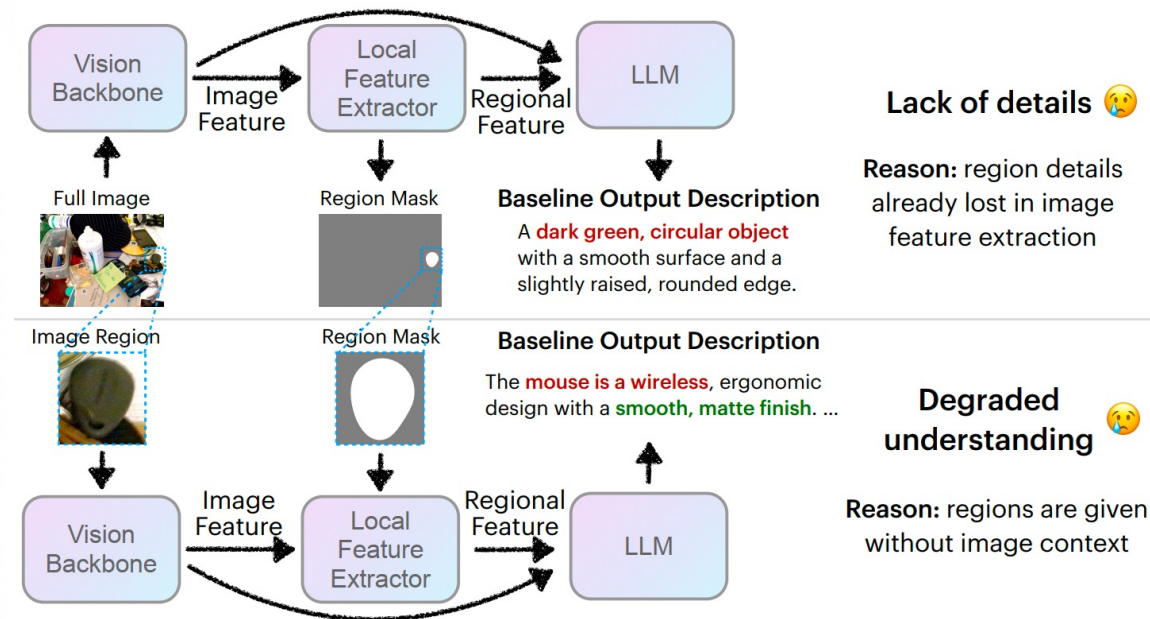 Vision
Backbone
Image
Feature
Local
Feature
Extractor
Regional
Feature
LLM
Lack of details 😢
Reason: region details
already lost in image
feature extraction
Full Image
Region Mask
Baseline Output Description
A dark green, circular object
with a smooth surface and a
slightly raised, rounded edge.
Image Region
Region Mask
Baseline Output Description
The mouse is a wireless, ergonomic
design with a smooth, matte finish. ...
Degraded
understanding 😢
Reason: regions are given
without image context
Vision
Backbone
Image
Feature
Local
Feature
Extractor
Regional
Feature
LLM